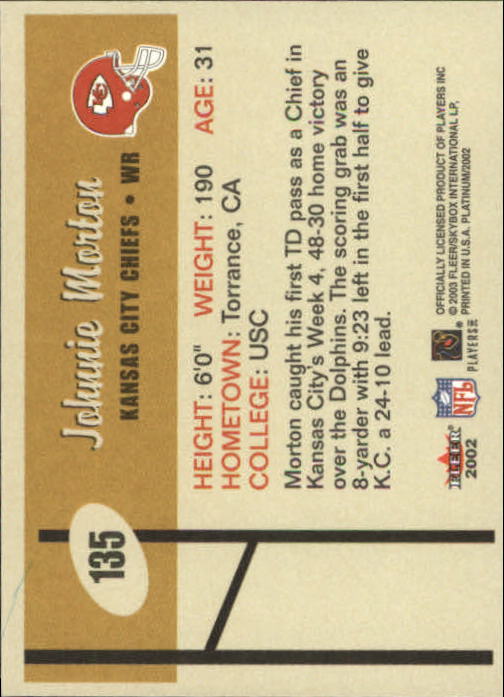 135
Johnnie Morton
KANSAS CITY CHIEFS • WR
KC
HEIGHT: 6'0" WEIGHT: 190 AGE: 31
HOMETOWN: Torrance, CA
COLLEGE: USC
Morton caught his first TD pass as a Chief in
Kansas City's Week 4, 48-30 home victory
over the Dolphins. The scoring grab was an
8-yarder with 9:23 left in the first half to give
K.C. a 24-10 lead.
FLEER
2002
NFL
PLAYERS INC
OFFICIALLY LICENSED PRODUCT OF PLAYERS INC
© 2003 FLEER/SKYBOX INTERNATIONAL LP,
PRINTED IN U.S.A. PLATINUM/2002